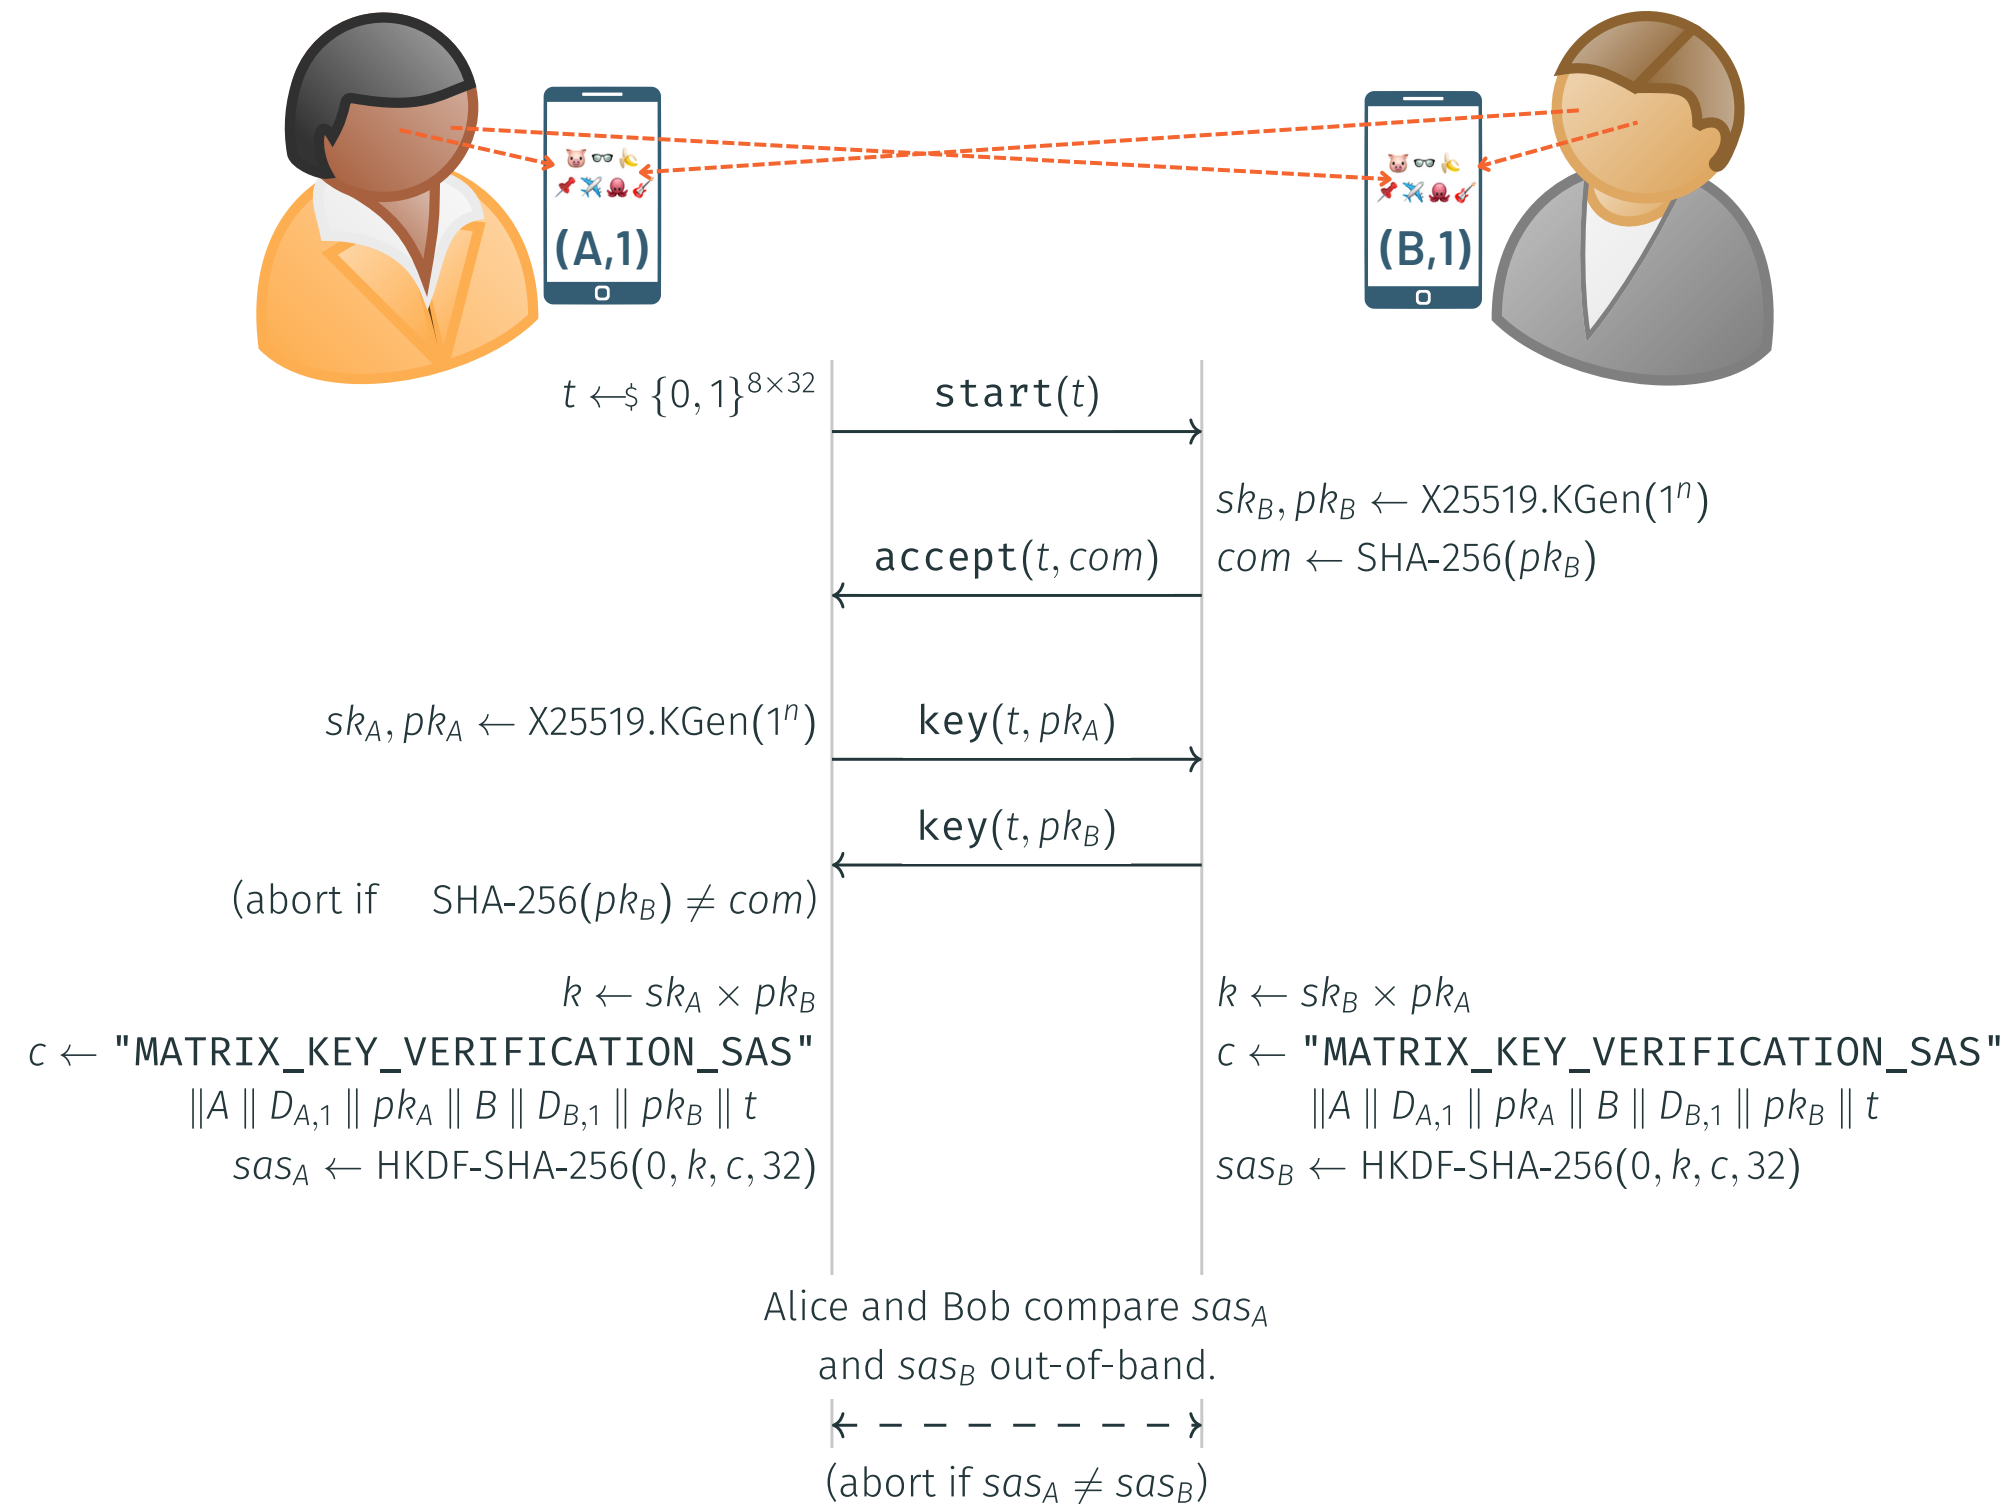 (A,1)
(B,1)
t ←$ {0, 1}^{8×32}
start(t)
sk_B, pk_B ← X25519.KGen(1^n)
accept(t, com)
com ← SHA-256(pk_B)
sk_A, pk_A ← X25519.KGen(1^n)
key(t, pk_A)
key(t, pk_B)
(abort if SHA-256(pk_B) ≠ com)
k ← sk_A × pk_B
c ← "MATRIX_KEY_VERIFICATION_SAS"
∥A ∥ D_{A,1} ∥ pk_A ∥ B ∥ D_{B,1} ∥ pk_B ∥ t
sas_A ← HKDF-SHA-256(0, k, c, 32)
k ← sk_B × pk_A
c ← "MATRIX_KEY_VERIFICATION_SAS"
∥A ∥ D_{A,1} ∥ pk_A ∥ B ∥ D_{B,1} ∥ pk_B ∥ t
sas_B ← HKDF-SHA-256(0, k, c, 32)
Alice and Bob compare sas_A
and sas_B out-of-band.
(abort if sas_A ≠ sas_B)